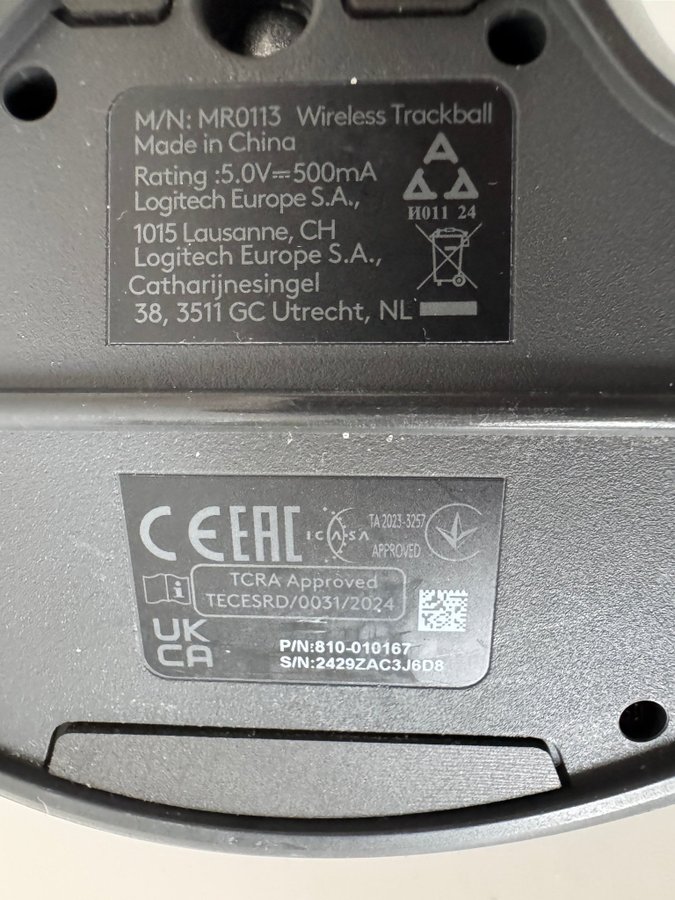 M/N: MR0113 Wireless Trackball
Made in China
Rating :5.0V⎓500mA
Logitech Europe S.A.,
1015 Lausanne, CH
Logitech Europe S.A.,
Catharijnesingel
38, 3511 GC Utrecht, NL
И011 24
CE EAC ICASA TA 2023-3257
APPROVED
TCRA Approved
TECESRD/0031/2024
UK
CA
P/N:810-010167
S/N:2429ZAC3J6D8